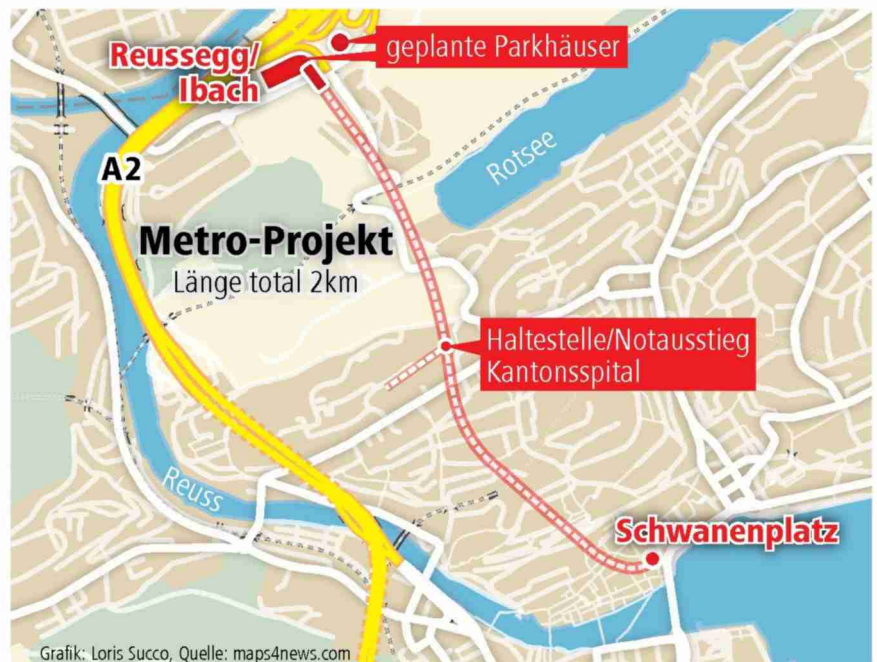 Reussegg/
Ibach
geplante Parkhäuser
A2
Rotsee
Metro-Projekt
Länge total 2km
Haltestelle/Notausstieg
Kantonsspital
Reuss
Schwanenplatz
Grafik: Loris Succo, Quelle: maps4news.com